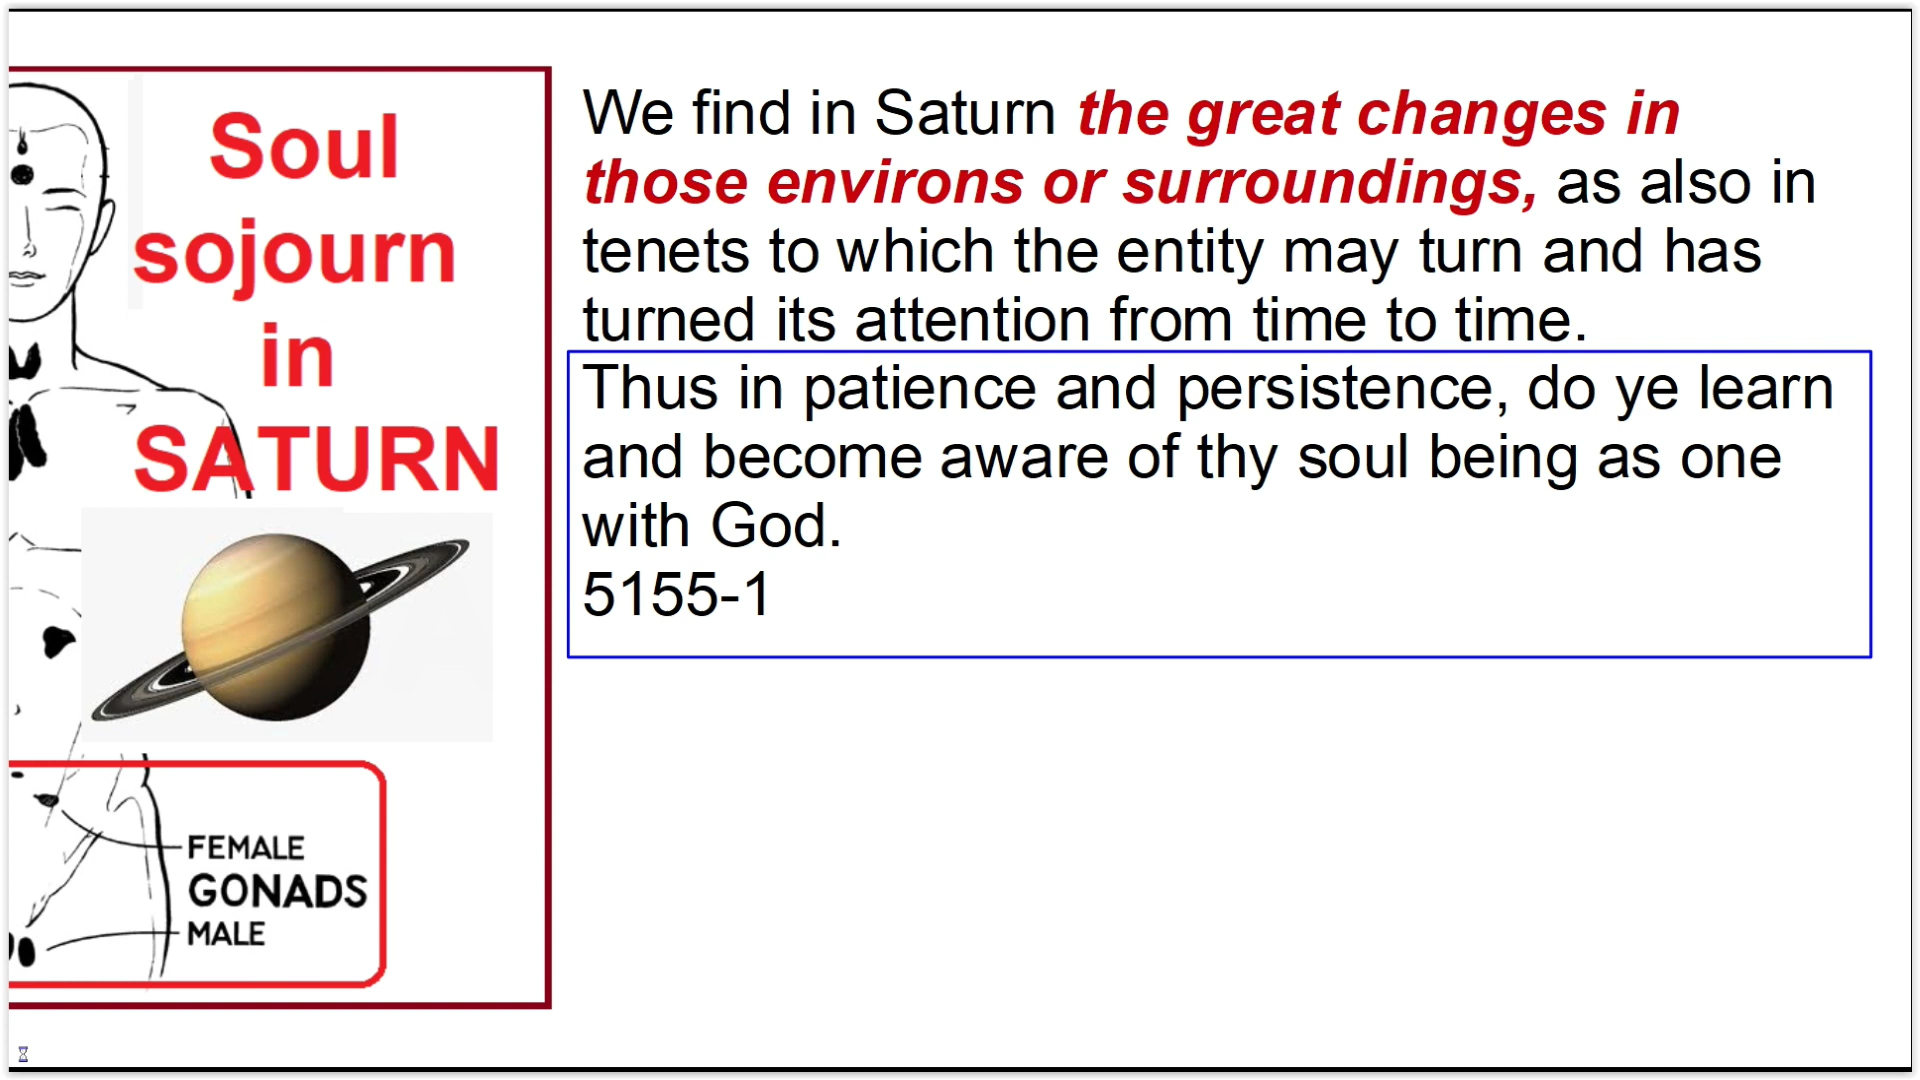 Soul
sojourn
in
SATURN
FEMALE
GONADS
MALE
We find in Saturn the great changes in
those environs or surroundings, as also in
tenets to which the entity may turn and has
turned its attention from time to time.
Thus in patience and persistence, do ye learn
and become aware of thy soul being as one
with God.
5155-1